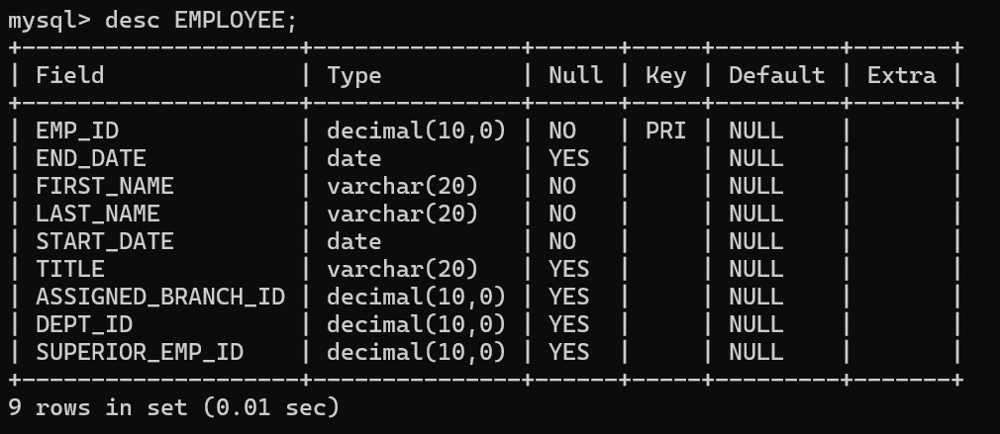 mysql> desc EMPLOYEE;
+--------------------+---------------+------+-----+---------+-------+
| Field              | Type          | Null | Key | Default | Extra |
+--------------------+---------------+------+-----+---------+-------+
| EMP_ID             | decimal(10,0) | NO   | PRI | NULL    |       |
| END_DATE           | date          | YES  |     | NULL    |       |
| FIRST_NAME         | varchar(20)   | NO   |     | NULL    |       |
| LAST_NAME          | varchar(20)   | NO   |     | NULL    |       |
| START_DATE         | date          | NO   |     | NULL    |       |
| TITLE              | varchar(20)   | YES  |     | NULL    |       |
| ASSIGNED_BRANCH_ID | decimal(10,0) | YES  |     | NULL    |       |
| DEPT_ID            | decimal(10,0) | YES  |     | NULL    |       |
| SUPERIOR_EMP_ID    | decimal(10,0) | YES  |     | NULL    |       |
+--------------------+---------------+------+-----+---------+-------+
9 rows in set (0.01 sec)